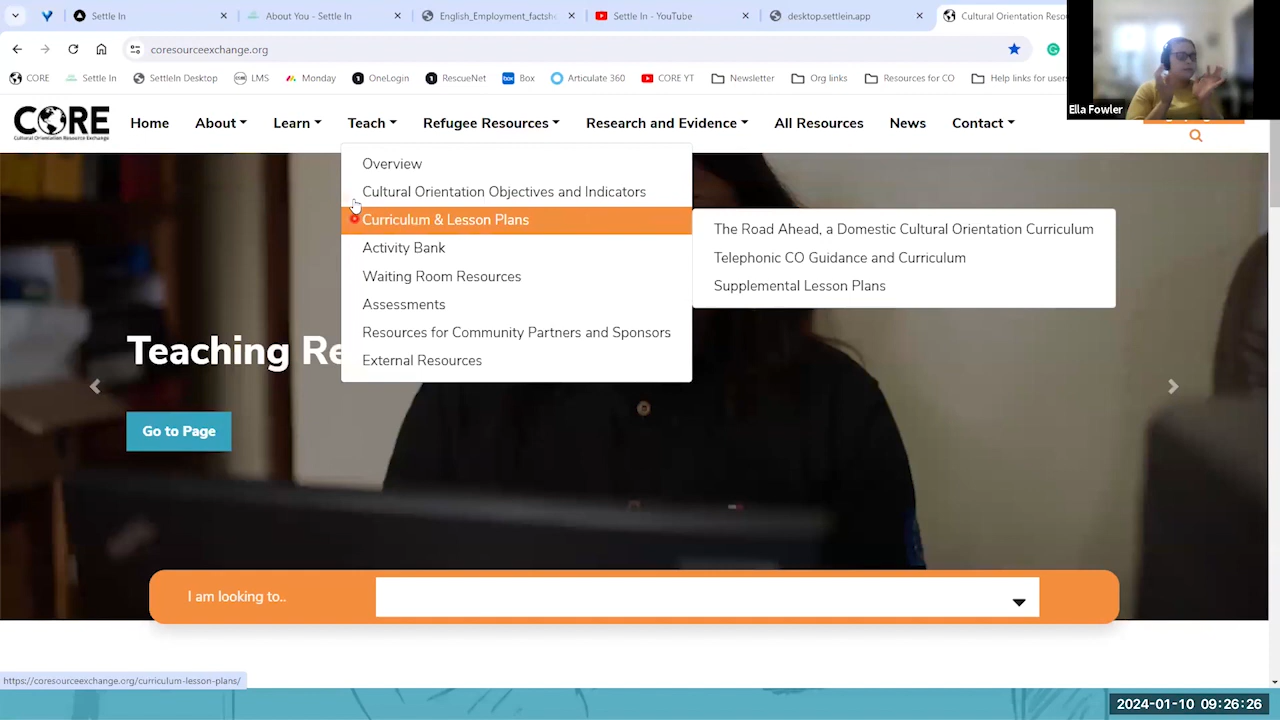 Settle In
About You - Settle In
English_Employment_factsh
Settle In - YouTube
desktop.settlein.app
Cultural Orientation Reso
coresourceexchange.org
CORE
Settle In
SettleIn Desktop
LMS
Monday
OneLogin
RescueNet
Box
Articulate 360
CORE YT
Newsletter
Org links
Resources for CO
Help links for users
Ella Fowler
CORE
Cultural Orientation Resource Exchange
Home
About
Learn
Teach
Refugee Resources
Research and Evidence
All Resources
News
Contact
Overview
Cultural Orientation Objectives and Indicators
Curriculum & Lesson Plans
Activity Bank
Waiting Room Resources
Assessments
Resources for Community Partners and Sponsors
External Resources
The Road Ahead, a Domestic Cultural Orientation Curriculum
Telephonic CO Guidance and Curriculum
Supplemental Lesson Plans
Teaching Re
Go to Page
I am looking to..
https://coresourceexchange.org/curriculum-lesson-plans/
2024-01-10 09:26:26